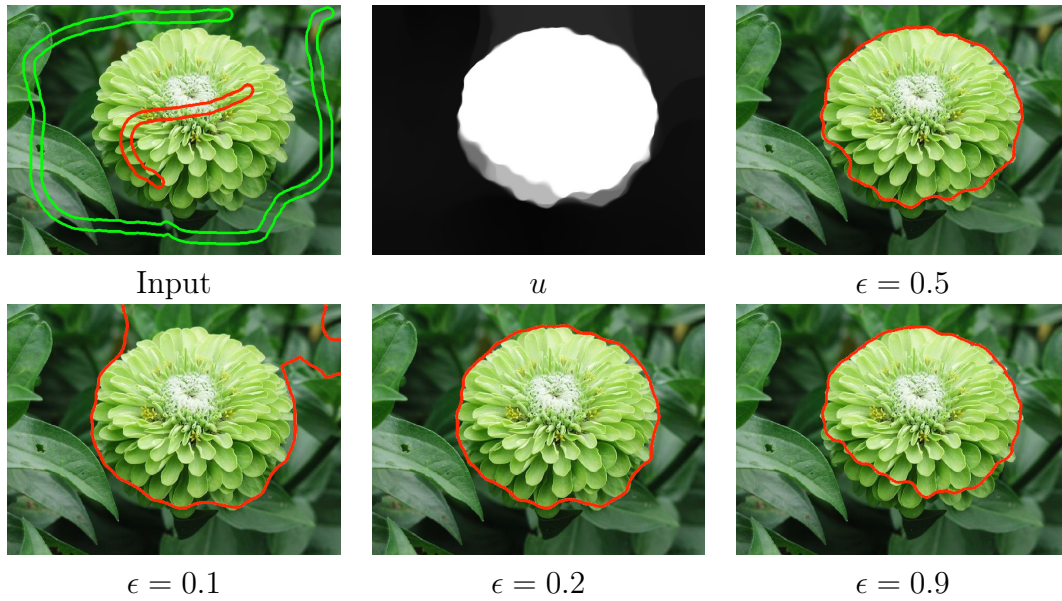 Input
u
ϵ = 0.5
ϵ = 0.1
ϵ = 0.2
ϵ = 0.9